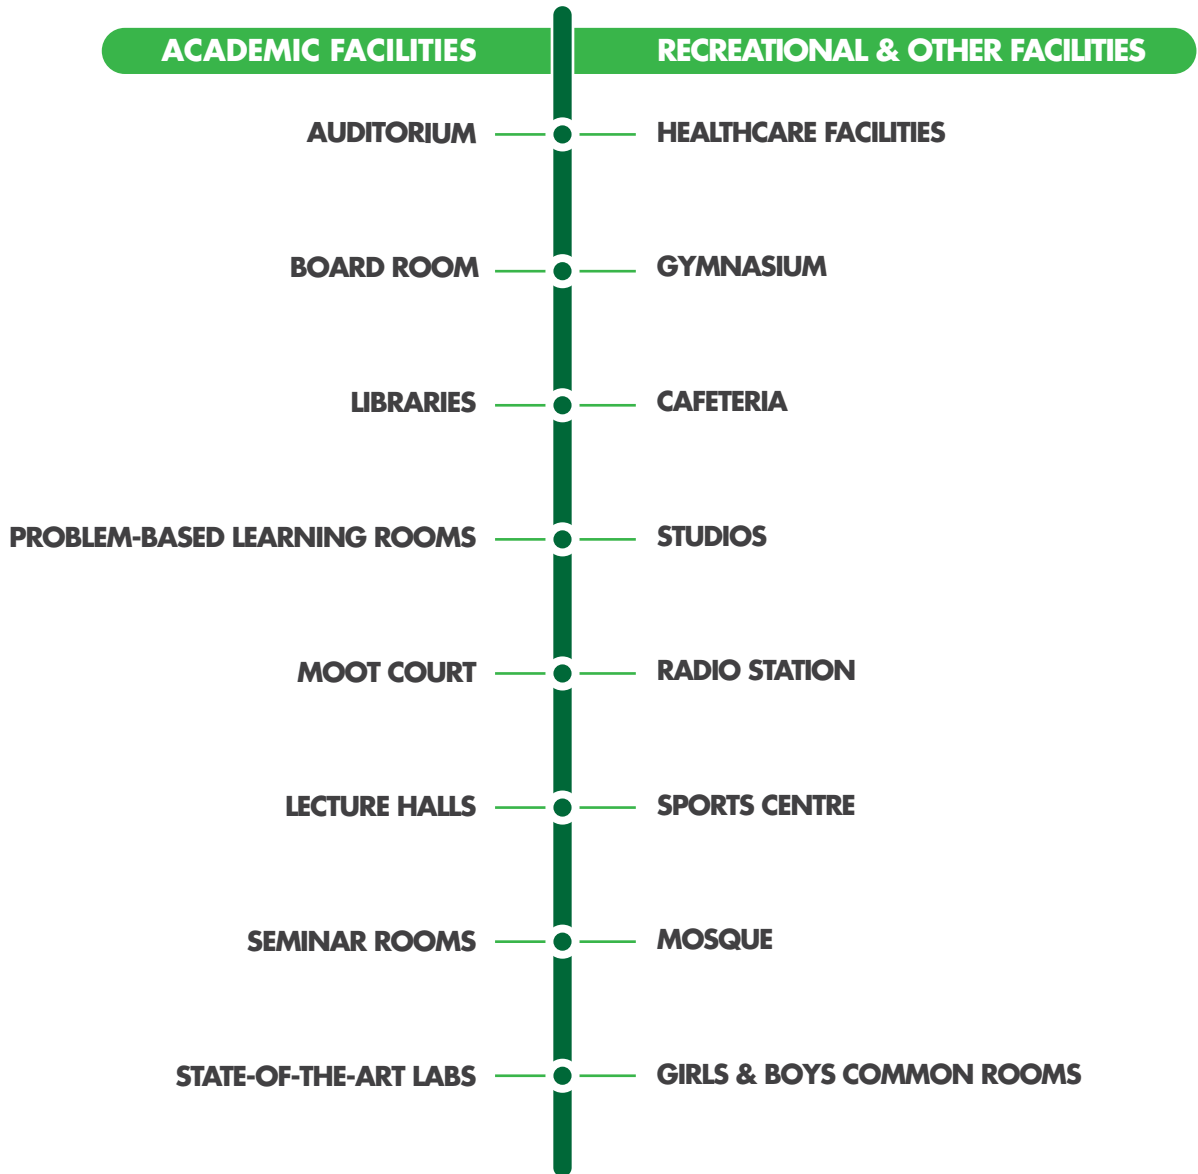 ACADEMIC FACILITIES
RECREATIONAL & OTHER FACILITIES
AUDITORIUM
HEALTHCARE FACILITIES
BOARD ROOM
GYMNASIUM
LIBRARIES
CAFETERIA
PROBLEM-BASED LEARNING ROOMS
STUDIOS
MOOT COURT
RADIO STATION
LECTURE HALLS
SPORTS CENTRE
SEMINAR ROOMS
MOSQUE
STATE-OF-THE-ART LABS
GIRLS & BOYS COMMON ROOMS